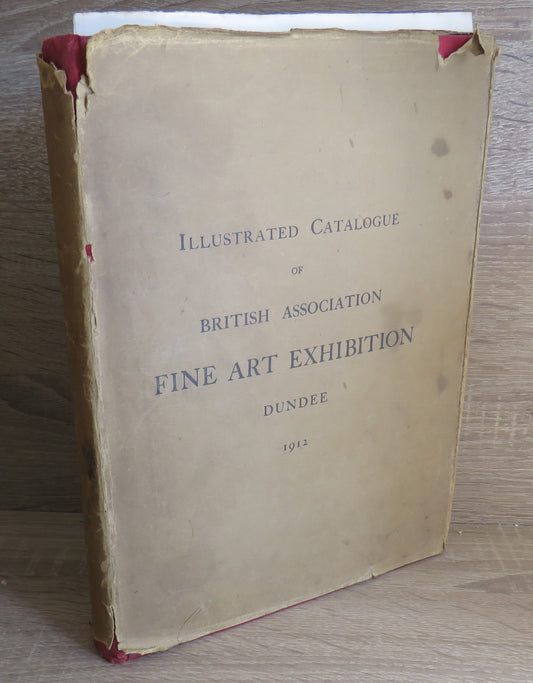 Illustrated Catalogue
of
British Association
Fine Art Exhibition
Dundee
1912